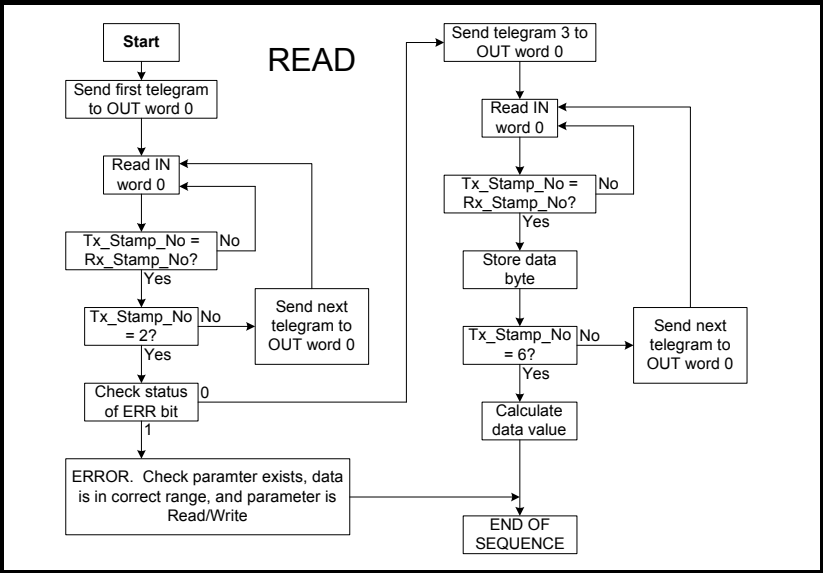 Start
READ
Send first telegram
to OUT word 0
Read IN
word 0
Tx_Stamp_No =
Rx_Stamp_No?
No
Yes
Tx_Stamp_No
= 2?
No
Yes
Send next
telegram to
OUT word 0
Check status
of ERR bit
0
1
ERROR.  Check paramter exists, data
is in correct range, and parameter is
Read/Write
Send telegram 3 to
OUT word 0
Read IN
word 0
Tx_Stamp_No =
Rx_Stamp_No?
No
Yes
Store data
byte
Tx_Stamp_No
= 6?
No
Yes
Send next
telegram to
OUT word 0
Calculate
data value
END OF
SEQUENCE